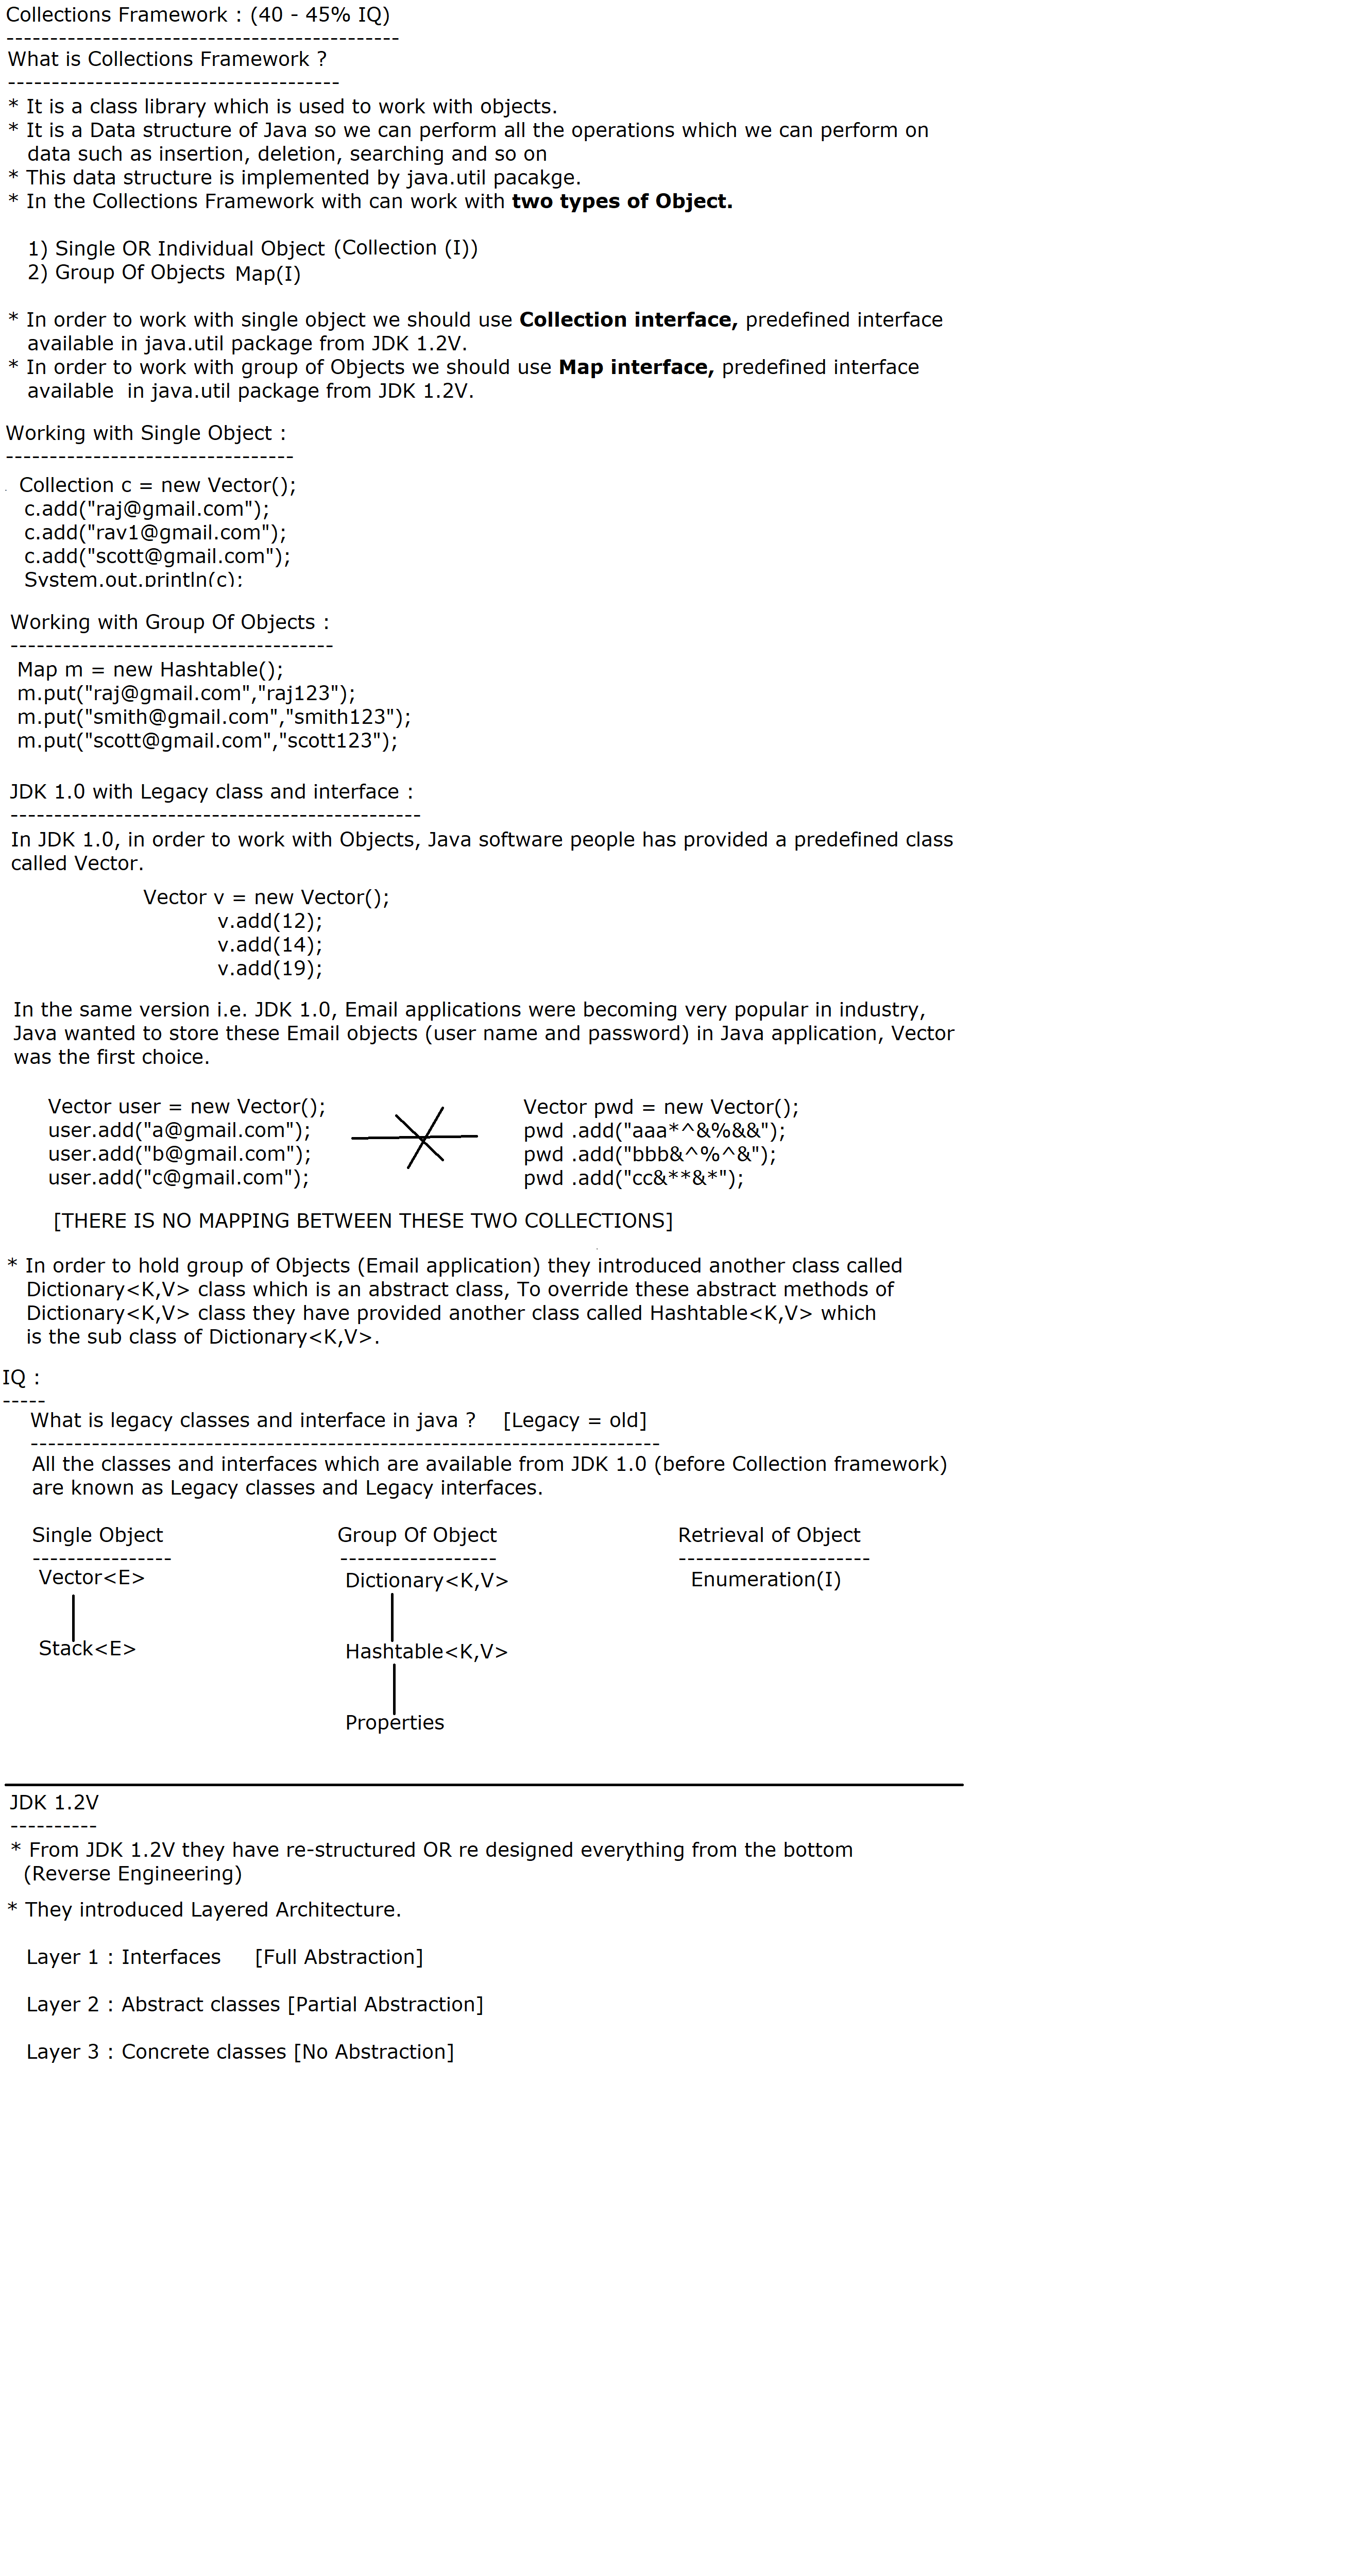 Collections Framework : (40 - 45% IQ)
---------------------------------------------
What is Collections Framework ?
--------------------------------------
* It is a class library which is used to work with objects.
* It is a Data structure of Java so we can perform all the operations which we can perform on
data such as insertion, deletion, searching and so on
* This data structure is implemented by java.util pacakge.
* In the Collections Framework with can work with two types of Object.
1) Single OR Individual Object (Collection (I))
2) Group Of Objects Map(I)
* In order to work with single object we should use Collection interface, predefined interface
available in java.util package from JDK 1.2V.
* In order to work with group of Objects we should use Map interface, predefined interface
available  in java.util package from JDK 1.2V.
Working with Single Object :
---------------------------------
Collection c = new Vector();
c.add("raj@gmail.com");
c.add("rav1@gmail.com");
c.add("scott@gmail.com");
System.out.println(c);
Working with Group Of Objects :
-------------------------------------
Map m = new Hashtable();
m.put("raj@gmail.com","raj123");
m.put("smith@gmail.com","smith123");
m.put("scott@gmail.com","scott123");
JDK 1.0 with Legacy class and interface :
-----------------------------------------------
In JDK 1.0, in order to work with Objects, Java software people has provided a predefined class
called Vector.
Vector v = new Vector();
v.add(12);
v.add(14);
v.add(19);
In the same version i.e. JDK 1.0, Email applications were becoming very popular in industry,
Java wanted to store these Email objects (user name and password) in Java application, Vector
was the first choice.
Vector user = new Vector(); Vector pwd = new Vector();
user.add("a@gmail.com"); pwd .add("aaa*^&%&&");
user.add("b@gmail.com"); pwd .add("bbb&^%^&");
user.add("c@gmail.com"); pwd .add("cc&**&*");
[THERE IS NO MAPPING BETWEEN THESE TWO COLLECTIONS]
* In order to hold group of Objects (Email application) they introduced another class called
Dictionary<K,V> class which is an abstract class, To override these abstract methods of
Dictionary<K,V> class they have provided another class called Hashtable<K,V> which
is the sub class of Dictionary<K,V>.
IQ :
-----
What is legacy classes and interface in java ?    [Legacy = old]
------------------------------------------------------------------------
All the classes and interfaces which are available from JDK 1.0 (before Collection framework)
are known as Legacy classes and Legacy interfaces.
Single Object Group Of Object Retrieval of Object
---------------- ------------------ ----------------------
Vector<E> Dictionary<K,V> Enumeration(I)
Stack<E> Hashtable<K,V>
Properties
JDK 1.2V
----------
* From JDK 1.2V they have re-structured OR re designed everything from the bottom
(Reverse Engineering)
* They introduced Layered Architecture.
Layer 1 : Interfaces     [Full Abstraction]
Layer 2 : Abstract classes [Partial Abstraction]
Layer 3 : Concrete classes [No Abstraction]